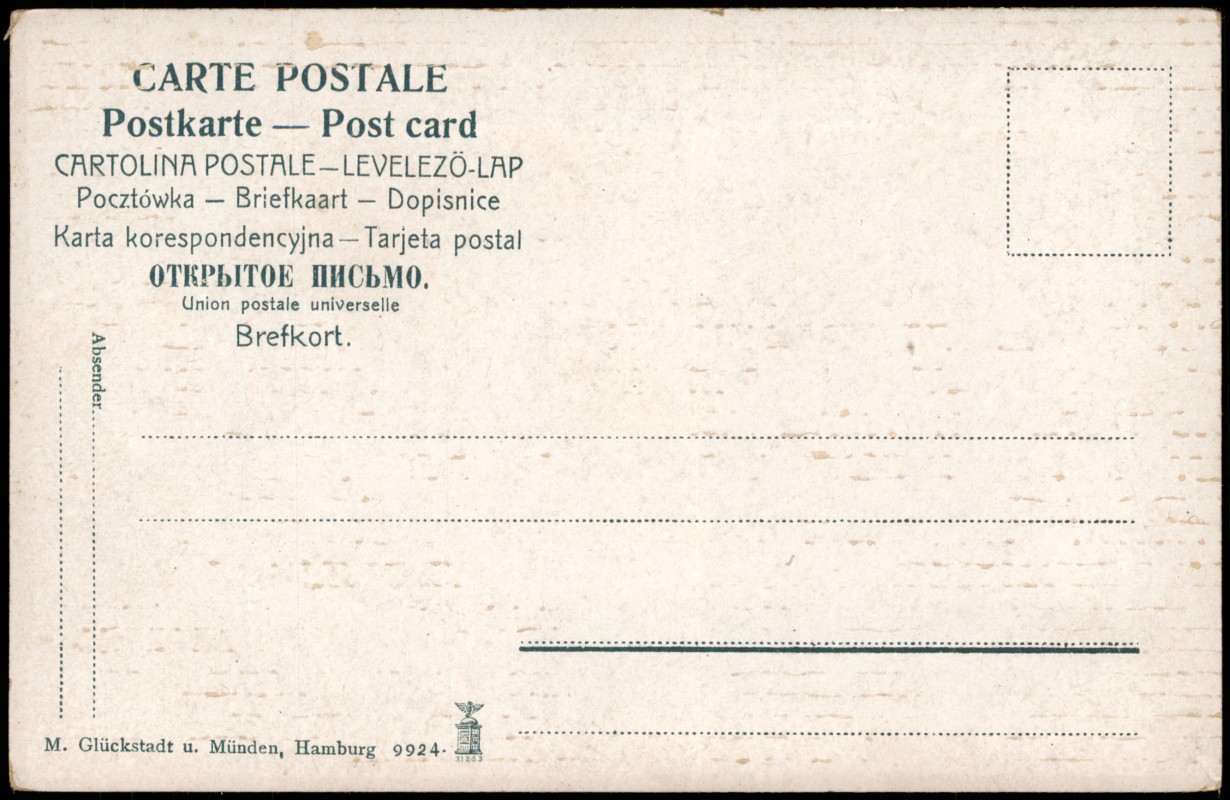 CARTE POSTALE
Postkarte — Post card
CARTOLINA POSTALE – LEVELEZÖ-LAP
Pocztówka — Briefkaart — Dopisnice
Karta korespondencyjna — Tarjeta postal
ОТКРЫТОЕ ПИСЬМО.
Union postale universelle
Brefkort.
Absender
M. Glückstadt u. Münden, Hamburg 9924.